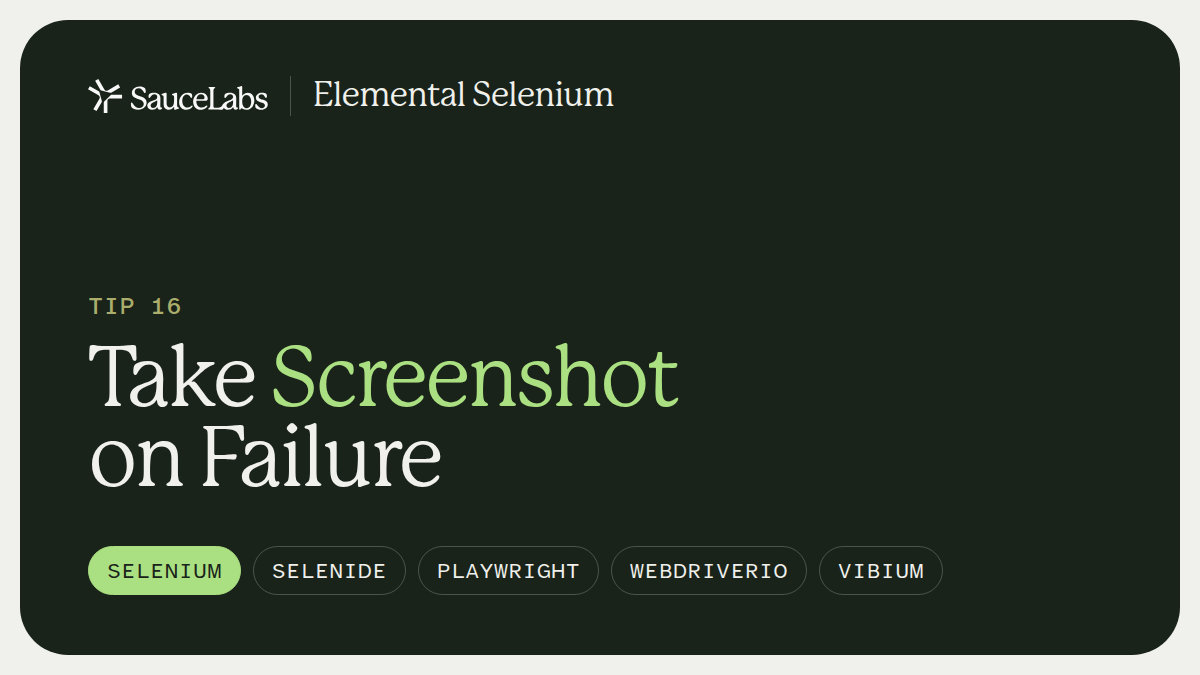 SauceLabs Elemental Selenium
TIP 16
Take Screenshot
on Failure
SELENIUM SELENIDE PLAYWRIGHT WEBDRIVERIO VIBIUM